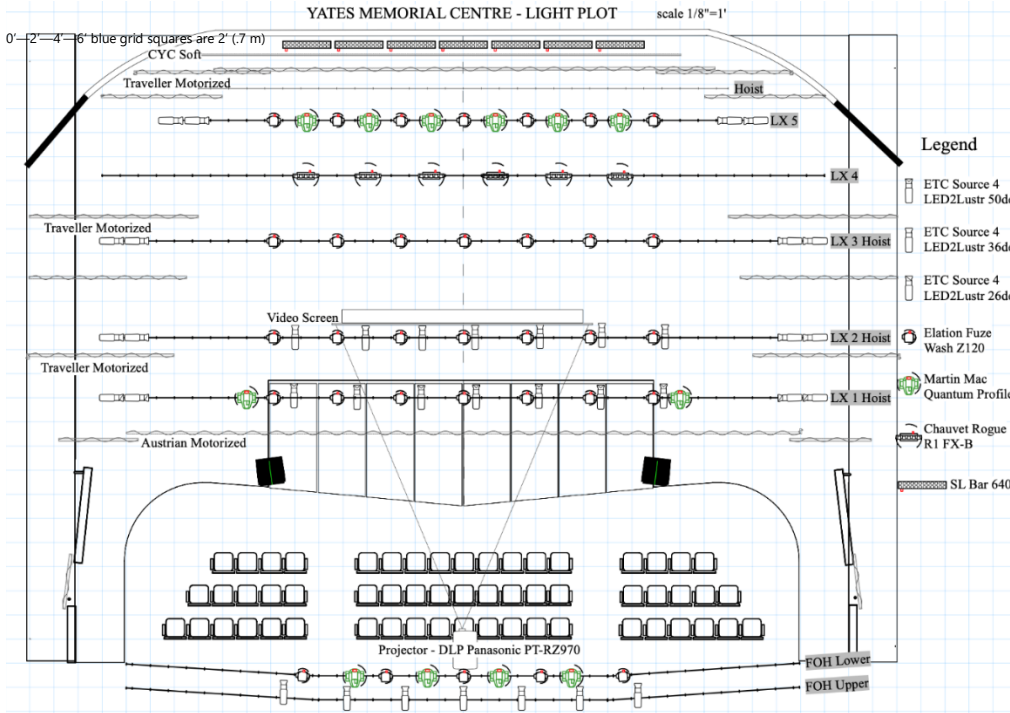 YATES MEMORIAL CENTRE - LIGHT PLOT
scale 1/8"=1'
0'—2'—4'—6' blue grid squares are 2' (.7 m)
CYC Soft
Traveller Motorized
Hoist
LX 5
LX 4
Traveller Motorized
LX 3 Hoist
Video Screen
LX 2 Hoist
Traveller Motorized
LX 1 Hoist
Austrian Motorized
Projector - DLP Panasonic PT-RZ970
FOH Lower
FOH Upper
Legend
ETC Source 4
LED2Lustr 50de
ETC Source 4
LED2Lustr 36de
ETC Source 4
LED2Lustr 26de
Elation Fuze
Wash Z120
Martin Mac
Quantum Profile
Chauvet Rogue
R1 FX-B
SL Bar 640